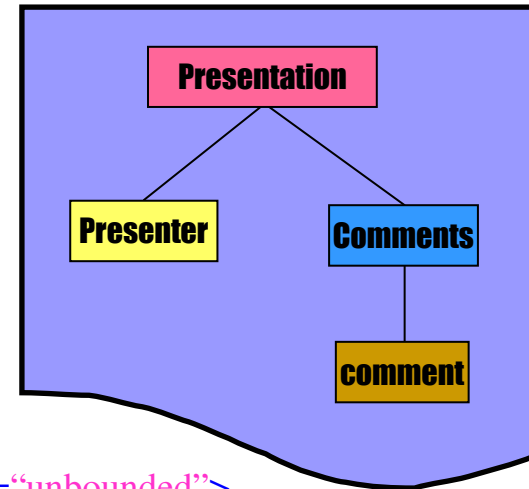 Presentation
Presenter
Comments
comment
=“unbounded”>